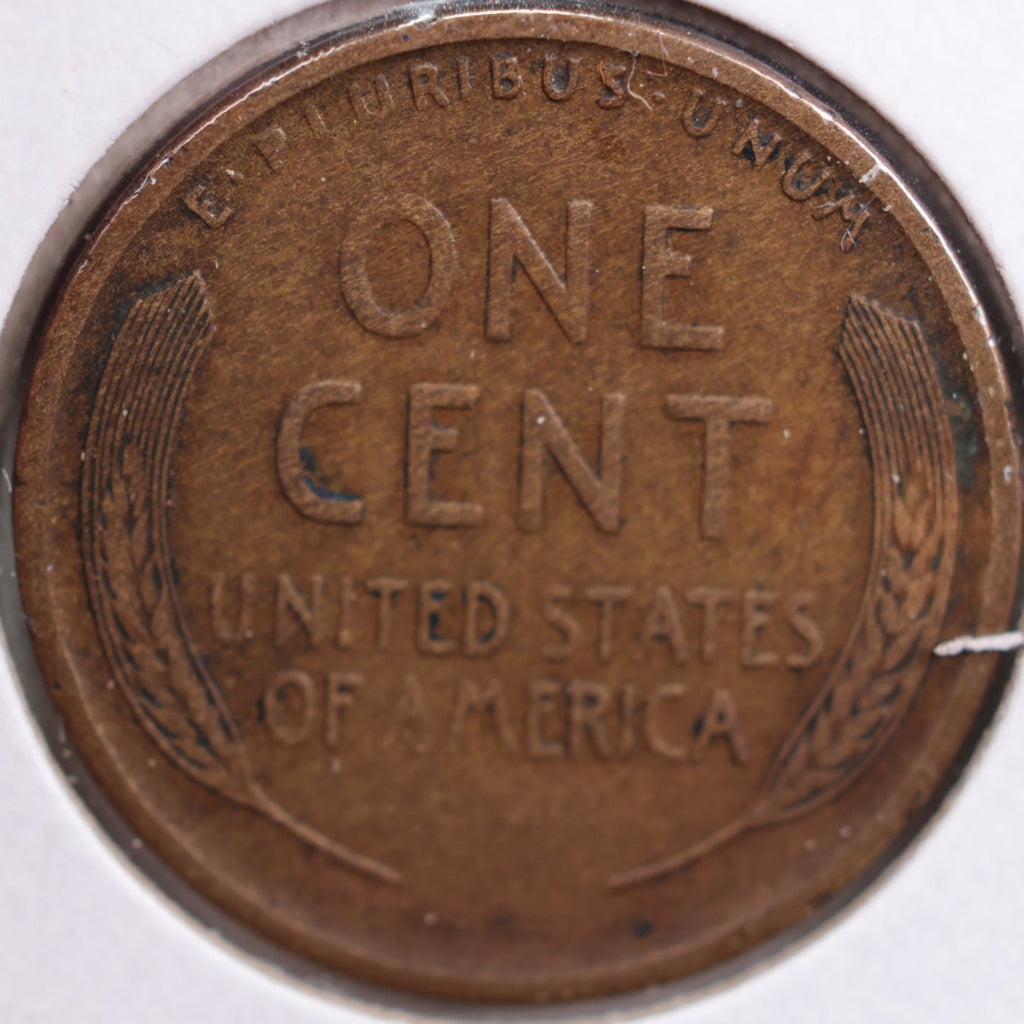 E·PLURIBUS·UNUM
ONE
CENT
UNITED STATES
OF AMERICA